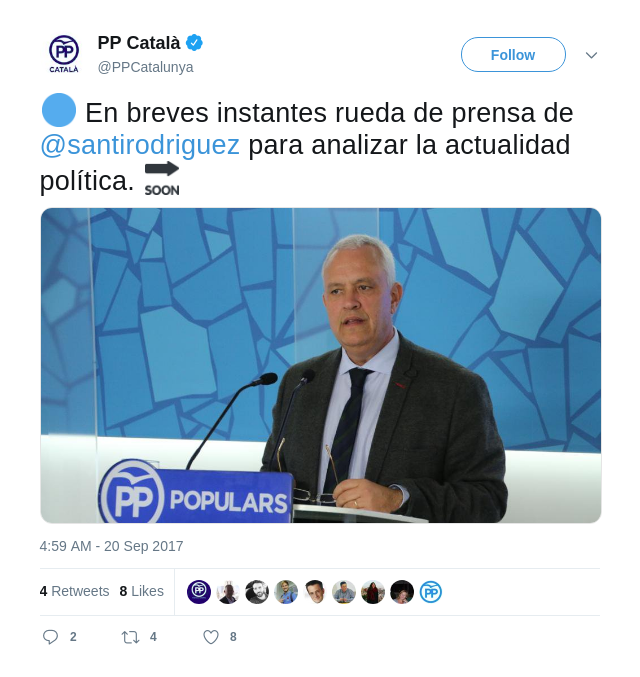 PP Català
@PPCatalunya
CATALÀ
Follow
En breves instantes rueda de prensa de
@santirodriguez para analizar la actualidad
política. SOON
PP POPULARS
4:59 AM - 20 Sep 2017
4 Retweets 8 Likes
2 4 8